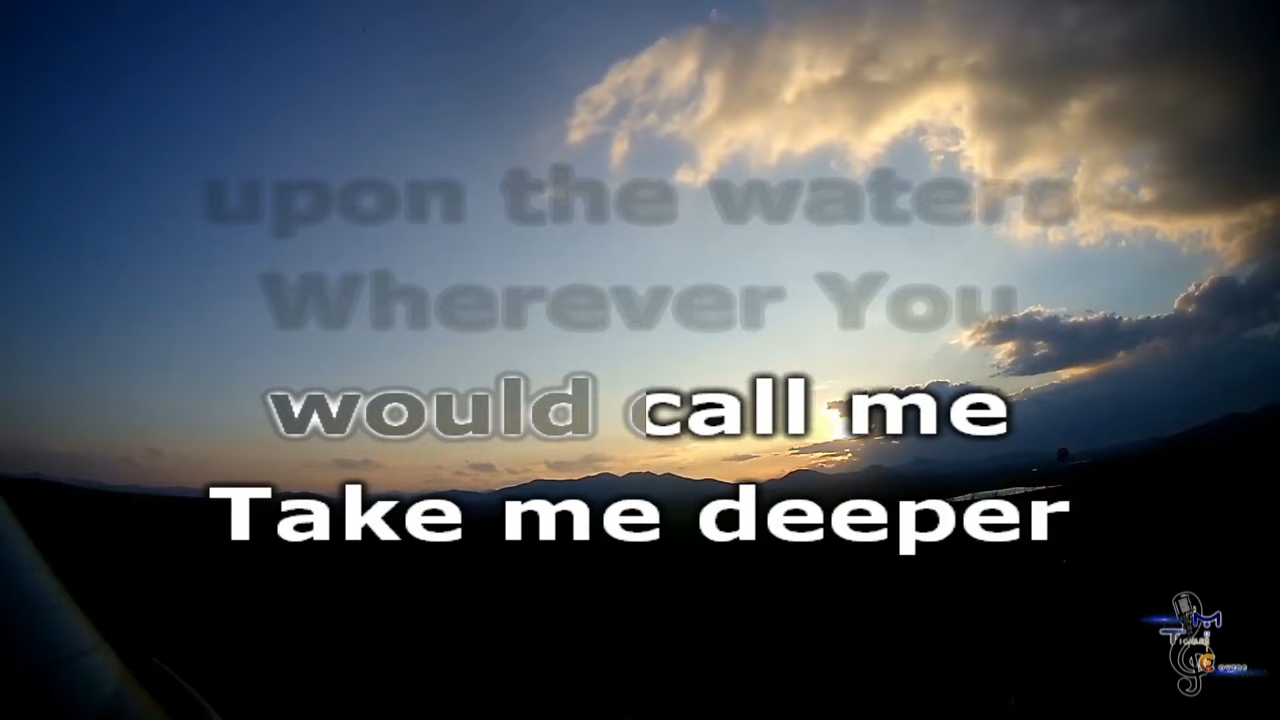 upon the waters
Wherever You
would call me
Take me deeper